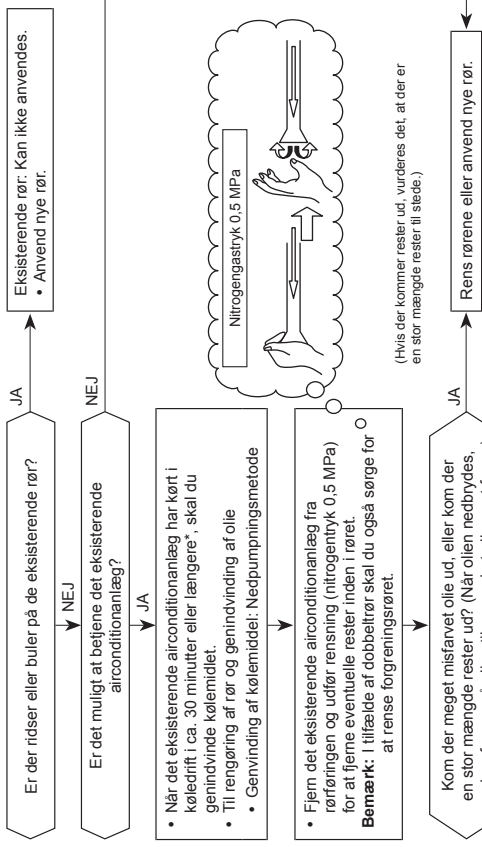 Er der ridser eller buler på de eksisterende rør?
JA
Eksisterende rør: Kan ikke anvendes.
• Anvend nye rør.
NEJ
Er det muligt at betjene det eksisterende
airconditionanlæg?
NEJ
JA
• Når det eksisterende airconditionanlæg har kørt i
køledrift i ca. 30 minutter eller længere*, skal du
genindvinde kølemidlet.
• Til rengøring af rør og genindvinding af olie
• Genvinding af kølemiddel: Nedpumpningsmetode
Nitrogengastryk 0,5 MPa
• Fjern det eksisterende airconditionanlæg fra
rørføringen og udfør rensning (nitrogentryk 0,5 MPa)
for at fjerne eventuelle rester inden i røret.
Bemærk: I tilfælde af dobbeltrør skal du også sørge for
at rense forgreningsrøret.
(Hvis der kommer rester ud, vurderes det, at der er
en stor mængde rester til stede.)
Kom der meget misfarvet olie ud, eller kom der
en stor mængde rester ud? (Når olien nedbrydes,
JA
Rens rørene eller anvend nye rør.